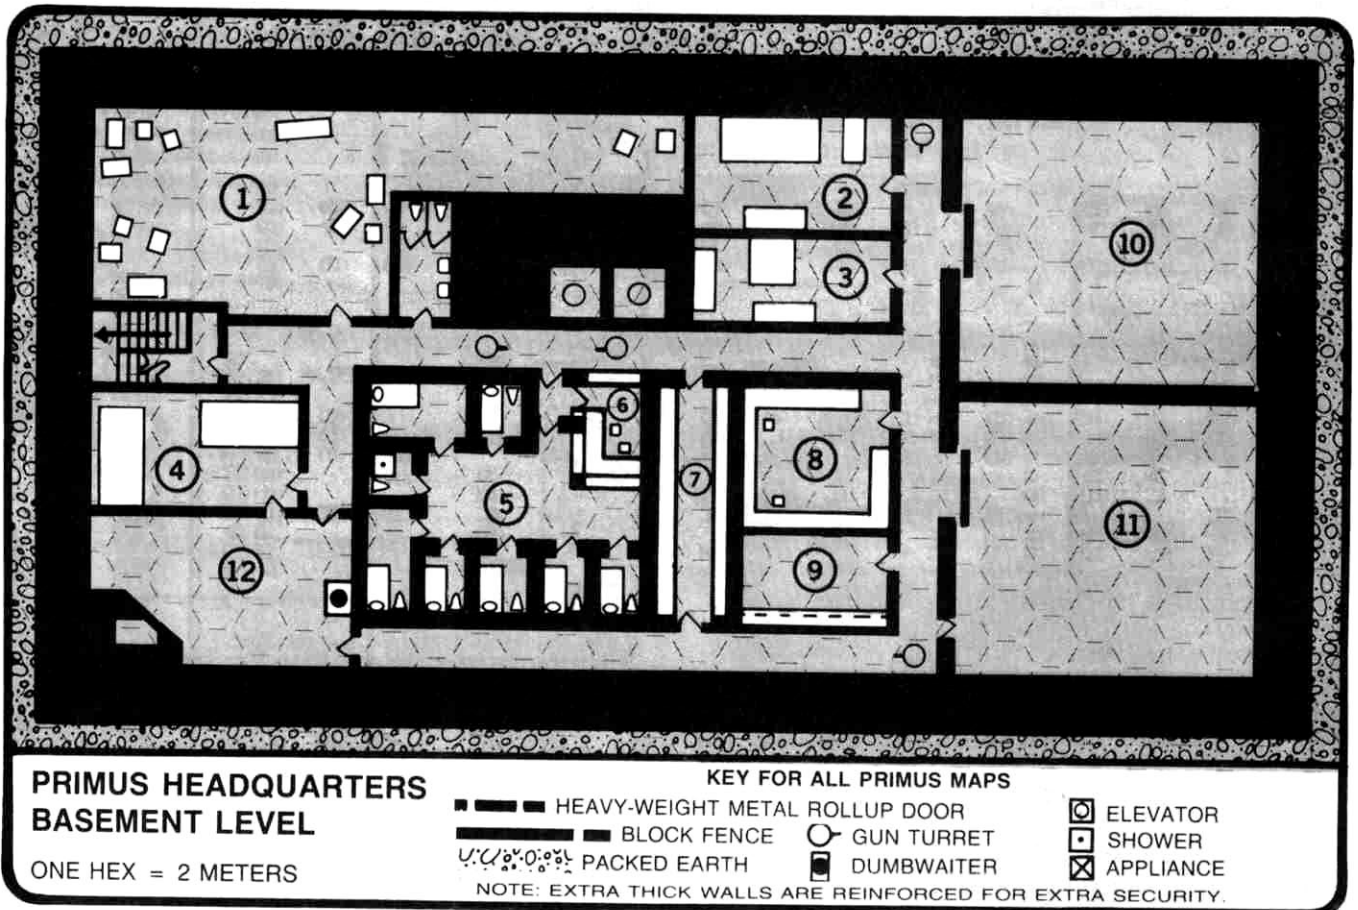 1
2
3
4
5
6
7
8
9
10
11
12
PRIMUS HEADQUARTERS
BASEMENT LEVEL
ONE HEX = 2 METERS
KEY FOR ALL PRIMUS MAPS
HEAVY-WEIGHT METAL ROLLUP DOOR
BLOCK FENCE
GUN TURRET
PACKED EARTH
DUMBWAITER
ELEVATOR
SHOWER
APPLIANCE
NOTE: EXTRA THICK WALLS ARE REINFORCED FOR EXTRA SECURITY.